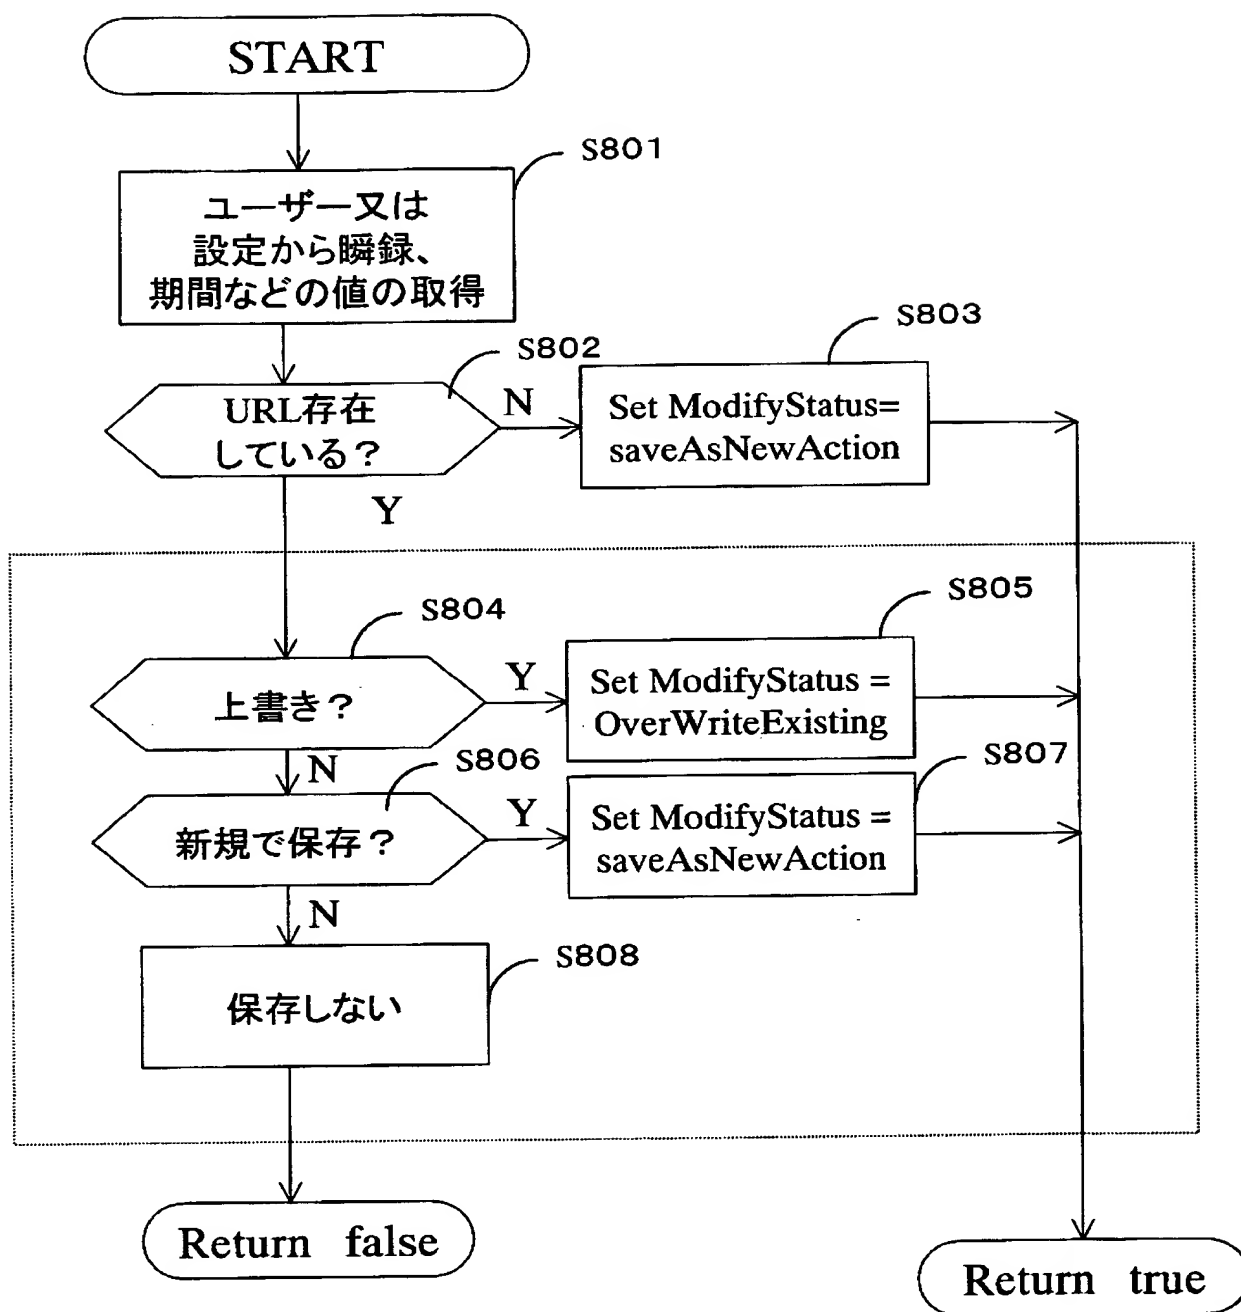 START
S801
ユーザー又は
設定から瞬録、
期間などの値の取得
S802
URL存在
している？
N
S803
Set ModifyStatus=
saveAsNewAction
Y
S804
上書き？
Y
S805
Set ModifyStatus =
OverWriteExisting
N
S806
新規で保存？
Y
S807
Set ModifyStatus =
saveAsNewAction
N
S808
保存しない
Return false
Return true